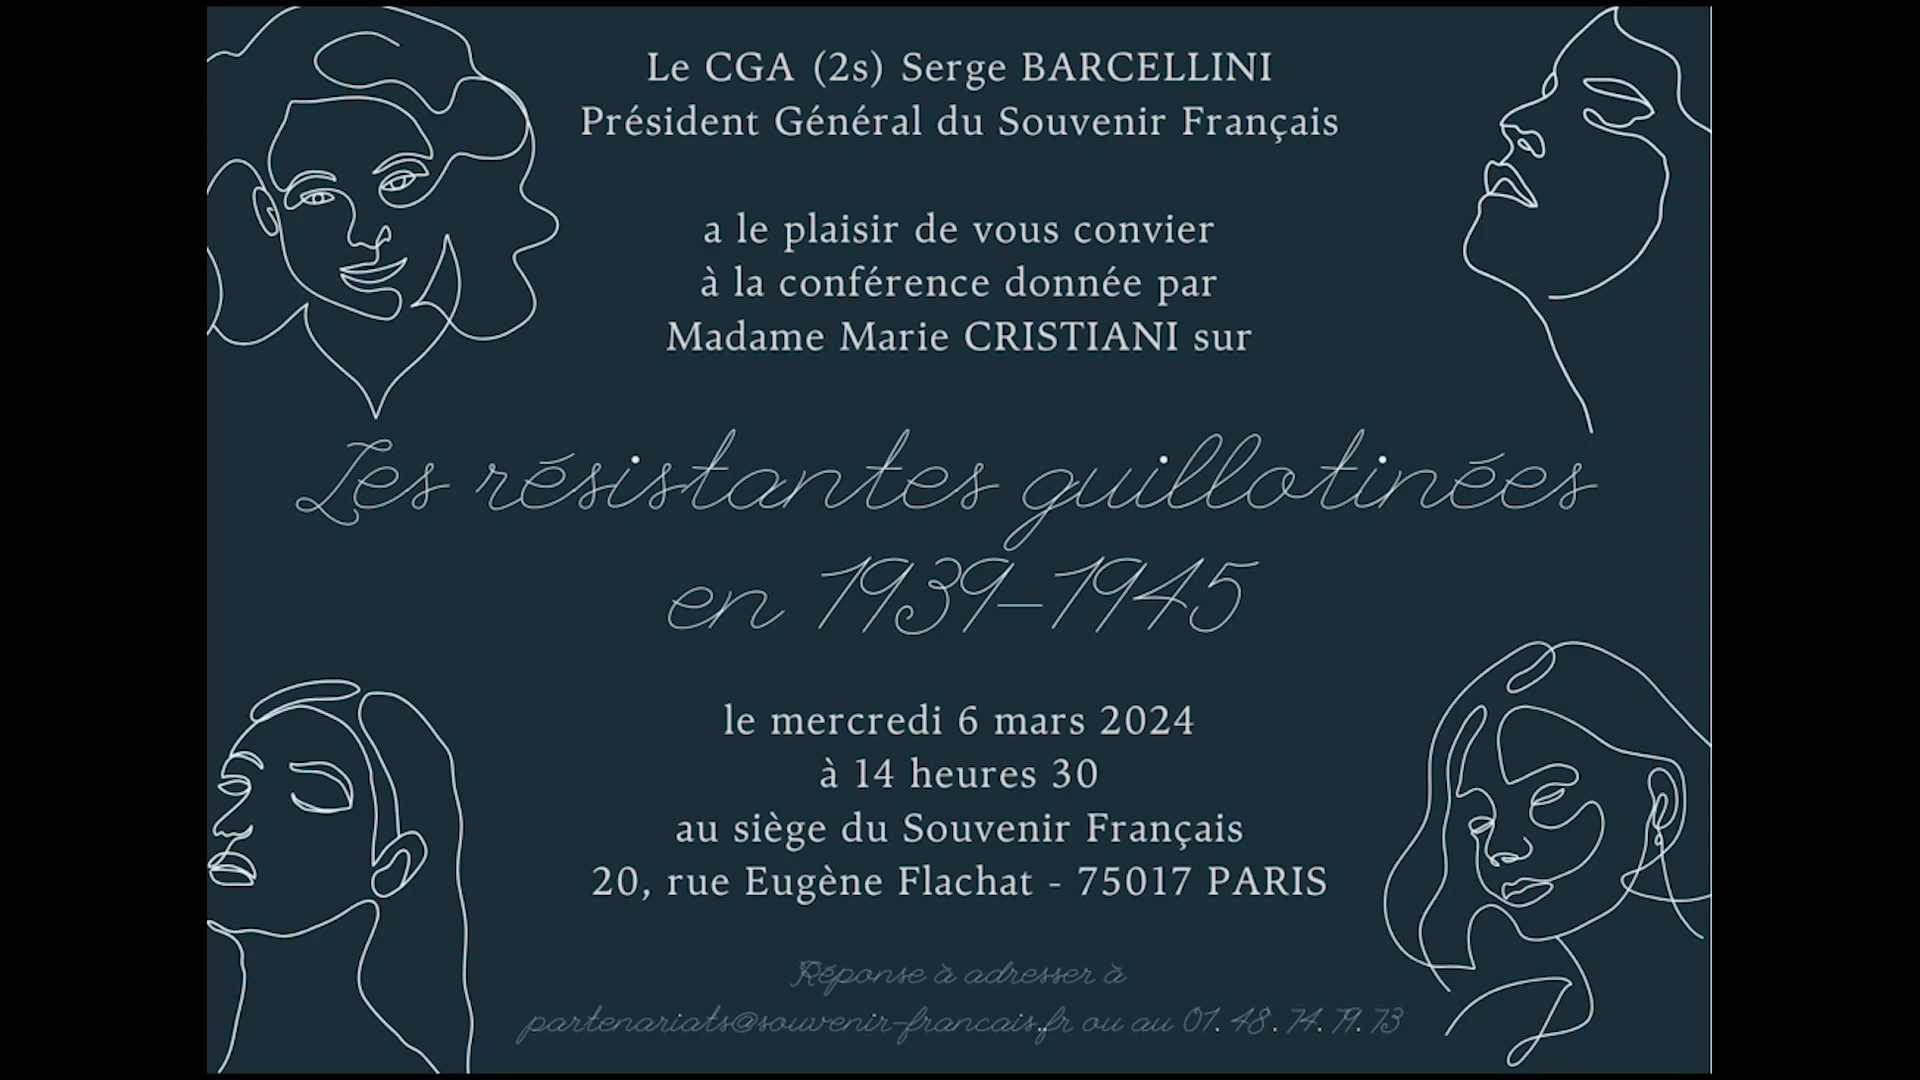 Le CGA (2s) Serge BARCELLINI
Président Général du Souvenir Français
a le plaisir de vous convier
à la conférence donnée par
Madame Marie CRISTIANI sur
Les résistantes guillotinées
en 1939-1945
le mercredi 6 mars 2024
à 14 heures 30
au siège du Souvenir Français
20, rue Eugène Flachat - 75017 PARIS
Réponse à adresser à
partenariats@souvenir-francais.fr ou au 01. 48. 74. 79. 73